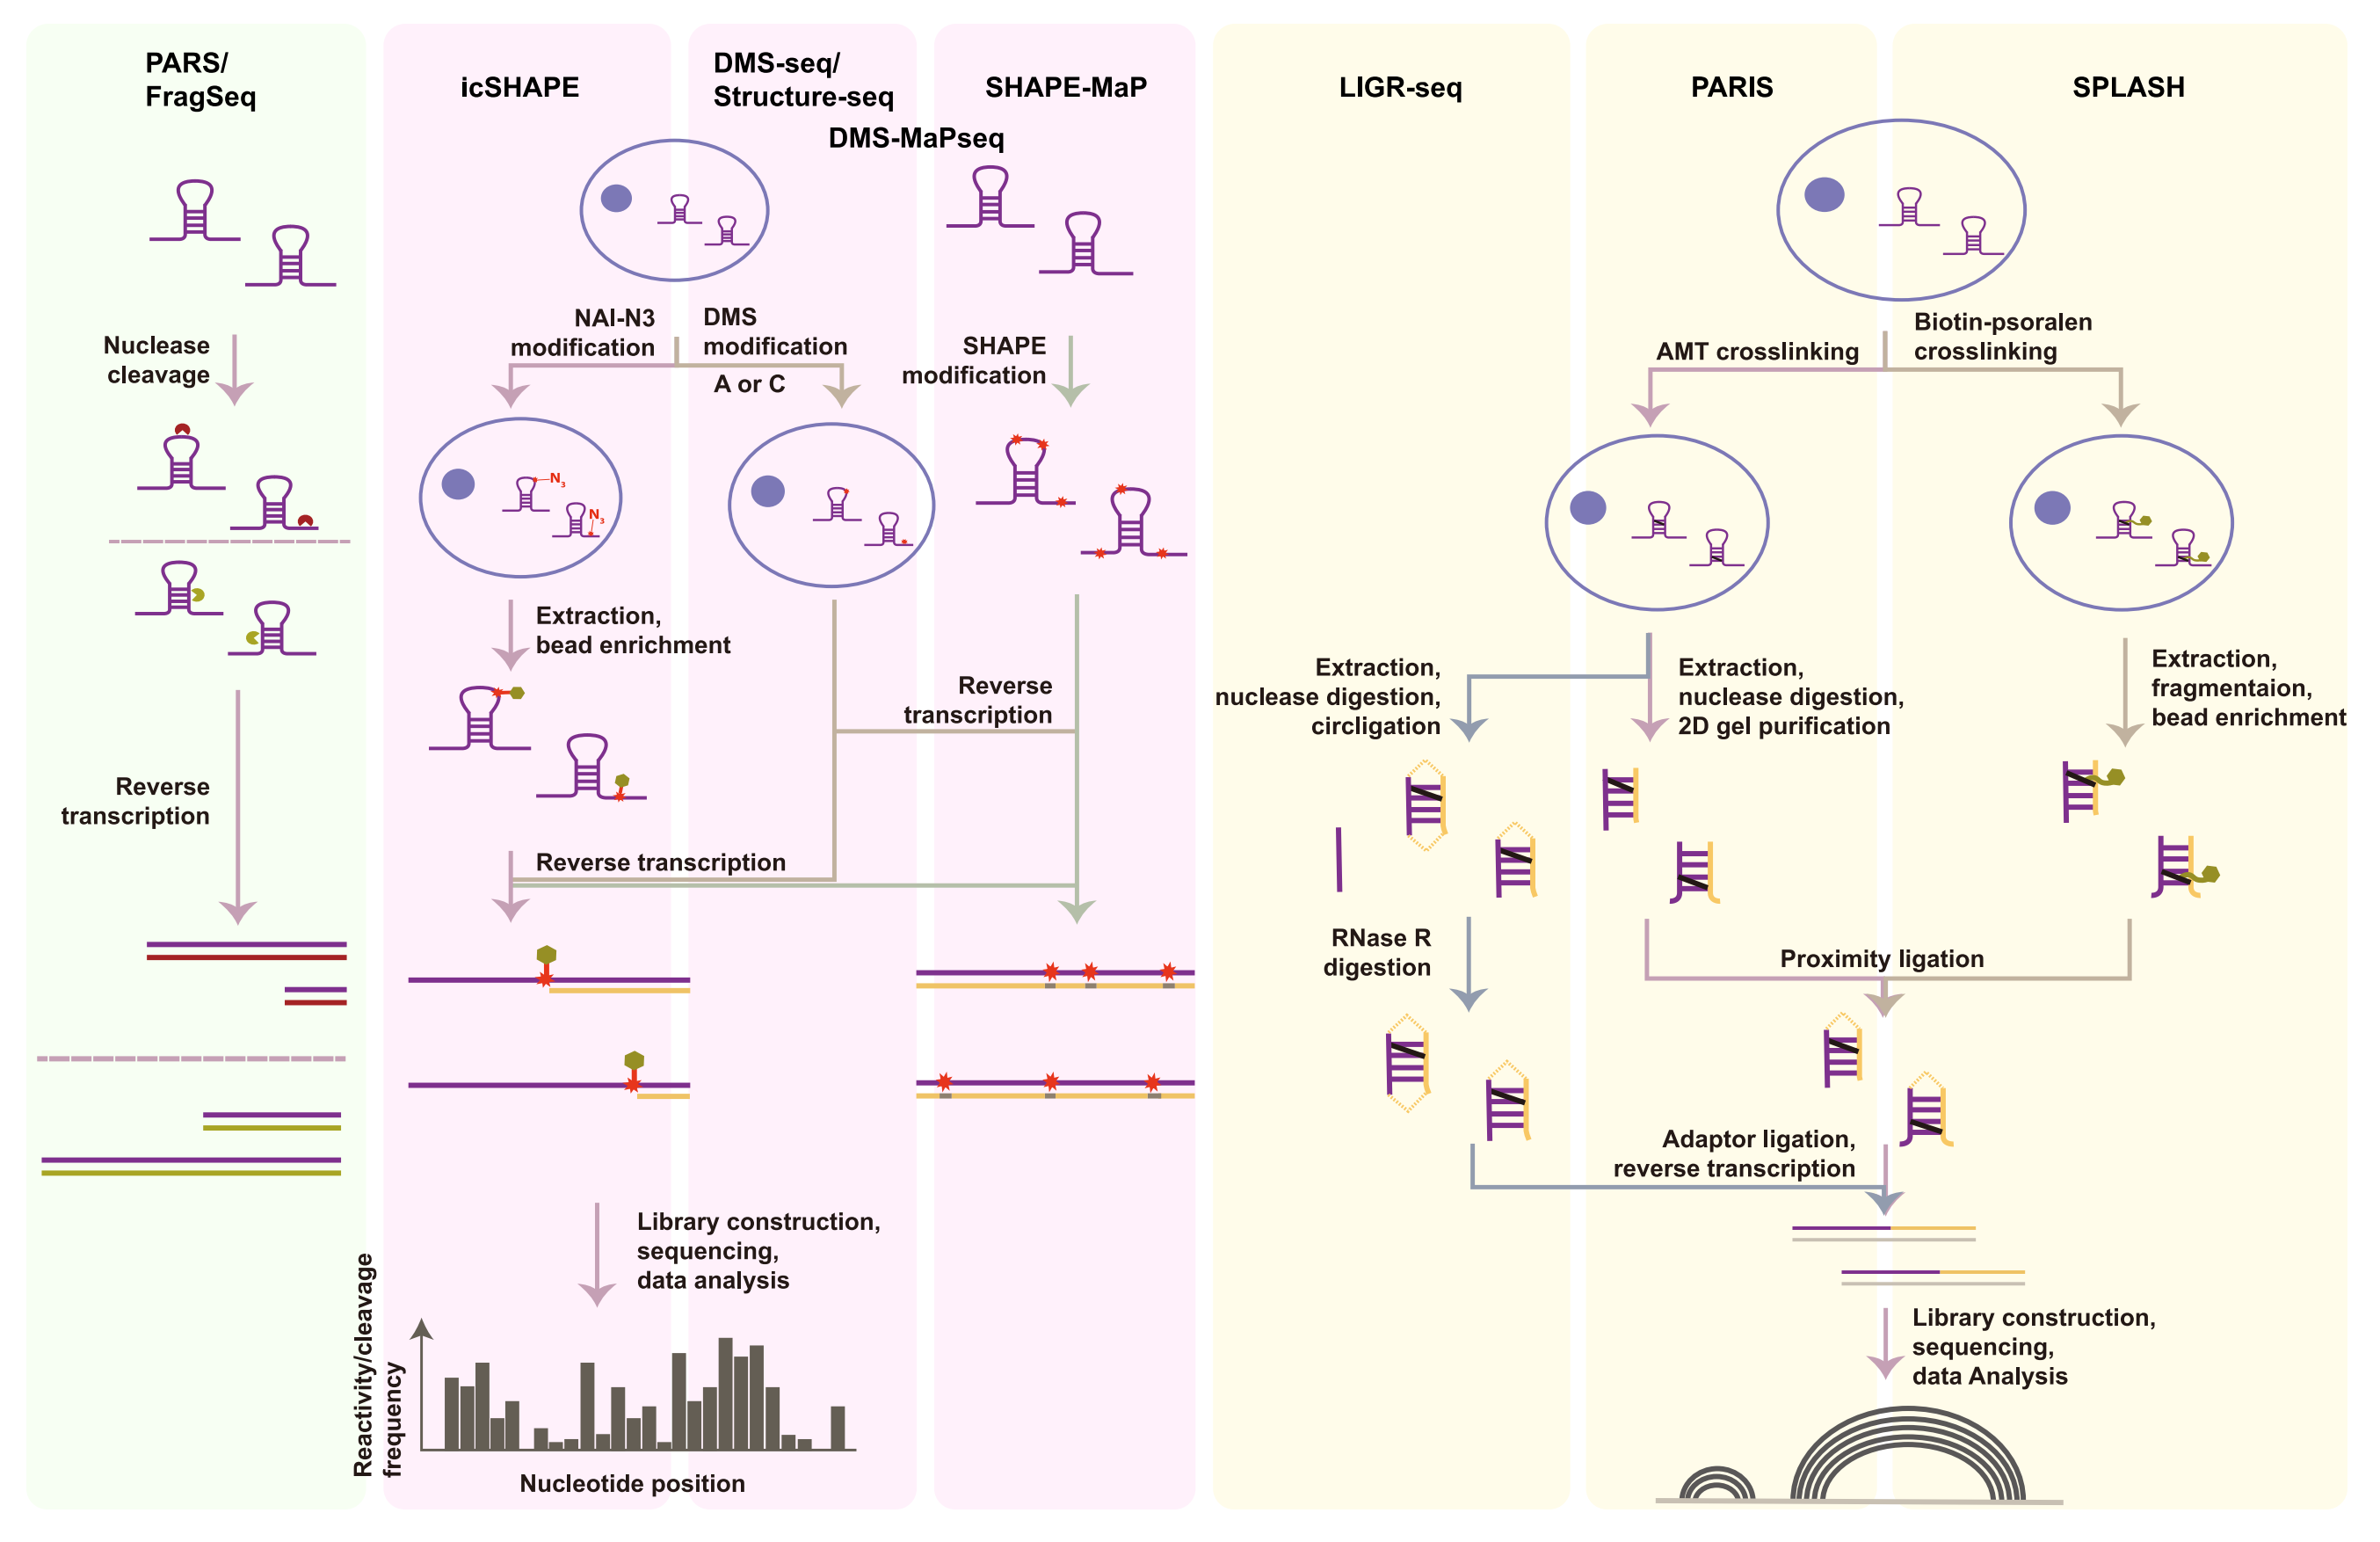 PARS/
FragSeq
icSHAPE
DMS-seq/
Structure-seq
SHAPE-MaP
DMS-MaPseq
LIGR-seq
PARIS
SPLASH
Nuclease
cleavage
NAI-N3
modification
DMS
modification
A or C
SHAPE
modification
AMT crosslinking
Biotin-psoralen
crosslinking
N3
N3
Extraction,
bead enrichment
Reverse
transcription
Reverse
transcription
Reverse transcription
Extraction,
nuclease digestion,
circligation
Extraction,
nuclease digestion,
2D gel purification
Extraction,
fragmentaion,
bead enrichment
RNase R
digestion
Proximity ligation
Adaptor ligation,
reverse transcription
Library construction,
sequencing,
data analysis
Library construction,
sequencing,
data Analysis
Reactivity/cleavage
frequency
Nucleotide position